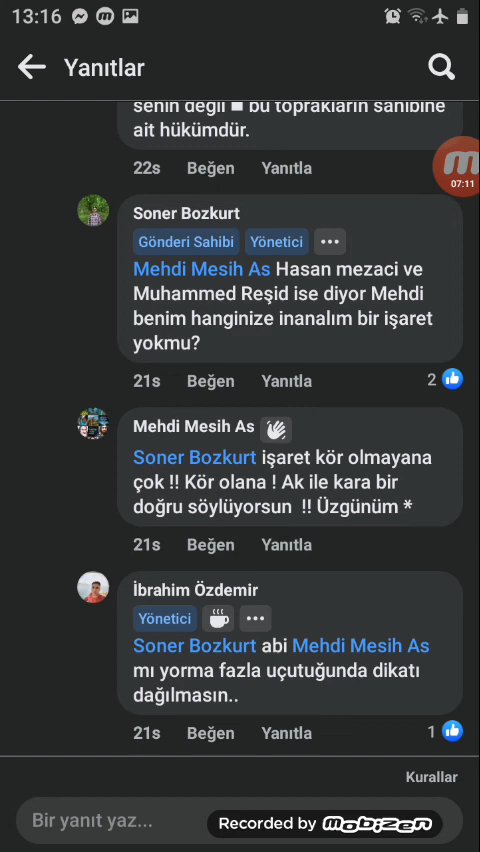 13:16
Yanıtlar
senin değil ■ bu toprakların sahibine
ait hükümdür.
22s Beğen Yanıtla
07:11
Soner Bozkurt
Gönderi Sahibi Yönetici
Mehdi Mesih As Hasan mezaci ve
Muhammed Reşid ise diyor Mehdi
benim hanginize inanalım bir işaret
yokmu?
21s Beğen Yanıtla 2
Mehdi Mesih As
Soner Bozkurt işaret kör olmayana
çok !! Kör olana ! Ak ile kara bir
doğru söylüyorsun !! Üzgünüm *
21s Beğen Yanıtla
İbrahim Özdemir
Yönetici
Soner Bozkurt abi Mehdi Mesih As
mı yorma fazla uçutuğunda dikatı
dağılmasın..
21s Beğen Yanıtla 1
Kurallar
Bir yanıt yaz...
Recorded by mobizen